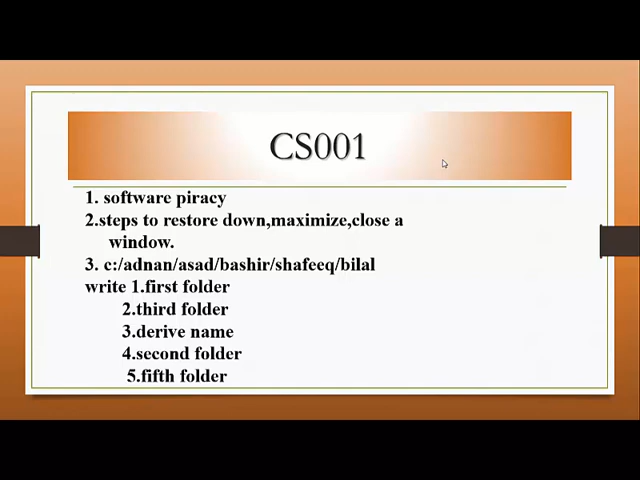 CS001
1. software piracy
2.steps to restore down,maximize,close a
window.
3. c:/adnan/asad/bashir/shafeeq/bilal
write 1.first folder
2.third folder
3.derive name
4.second folder
5.fifth folder